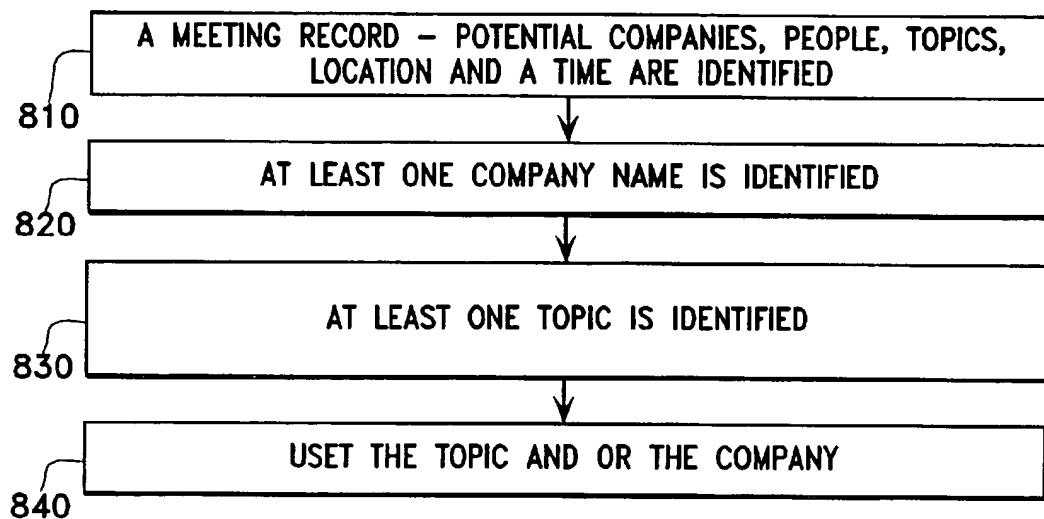 A MEETING RECORD – POTENTIAL COMPANIES, PEOPLE, TOPICS,
LOCATION AND A TIME ARE IDENTIFIED
810
AT LEAST ONE COMPANY NAME IS IDENTIFIED
820
AT LEAST ONE TOPIC IS IDENTIFIED
830
USET THE TOPIC AND OR THE COMPANY
840